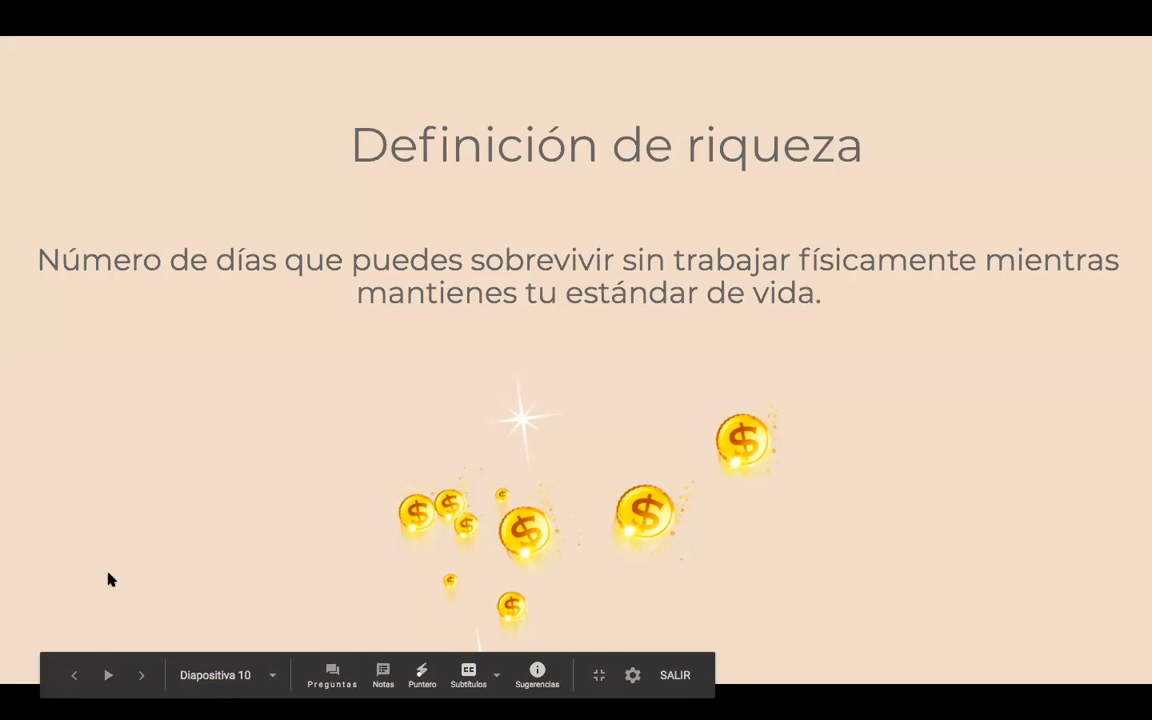 Definición de riqueza
Número de días que puedes sobrevivir sin trabajar físicamente mientras
mantienes tu estándar de vida.
$ $ $ $ $ $ $ $ $
Diapositiva 10 Preguntas Notas Puntero Subtítulos Sugerencias SALIR